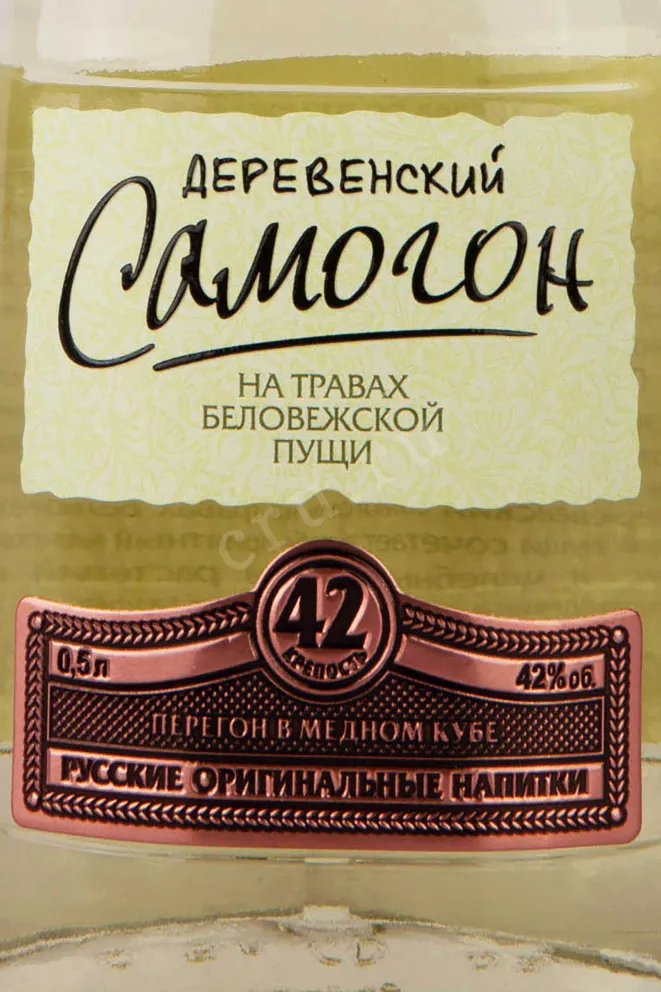 ДЕРЕВЕНСКИЙ
Самогон
НА ТРАВАХ
БЕЛОВЕЖСКОЙ
ПУЩИ
42
КРЕПОСТЬ
0,5 л
42% об.
ПЕРЕГОН В МЕДНОМ КУБЕ
РУССКИЕ ОРИГИНАЛЬНЫЕ НАПИТКИ